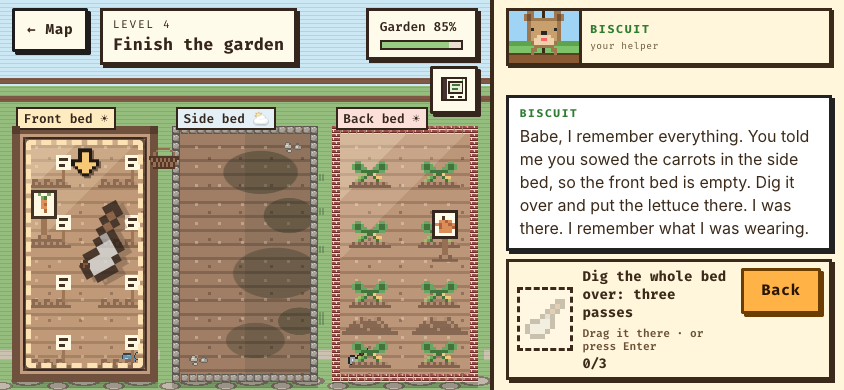 ← Map
LEVEL 4
Finish the garden
Garden 85%
Front bed ☀
Side bed ⛅
Back bed ☀
BISCUIT
your helper
BISCUIT
Babe, I remember everything. You told
me you sowed the carrots in the side
bed, so the front bed is empty. Dig it
over and put the lettuce there. I was
there. I remember what I was wearing.
Dig the whole bed
over: three
passes
Drag it there · or
press Enter
0/3
Back